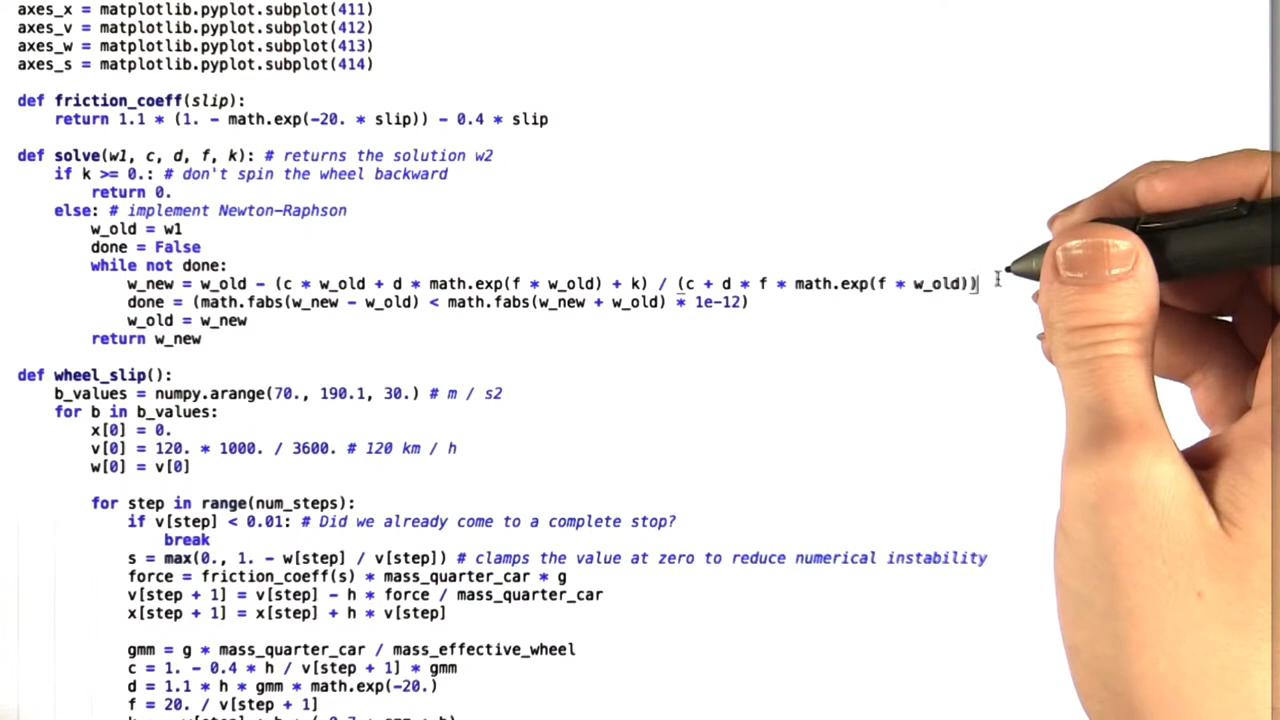 axes_x = matplotlib.pyplot.subplot(411)
axes_v = matplotlib.pyplot.subplot(412)
axes_w = matplotlib.pyplot.subplot(413)
axes_s = matplotlib.pyplot.subplot(414)
def friction_coeff(slip):
return 1.1 * (1. - math.exp(-20. * slip)) - 0.4 * slip
def solve(w1, c, d, f, k): # returns the solution w2
if k >= 0.: # don't spin the wheel backward
return 0.
else: # implement Newton-Raphson
w_old = w1
done = False
while not done:
w_new = w_old - (c * w_old + d * math.exp(f * w_old) + k) / (c + d * f * math.exp(f * w_old))
done = (math.fabs(w_new - w_old) < math.fabs(w_new + w_old) * 1e-12)
w_old = w_new
return w_new
def wheel_slip():
b_values = numpy.arange(70., 190.1, 30.) # m / s2
for b in b_values:
x[0] = 0.
v[0] = 120. * 1000. / 3600. # 120 km / h
w[0] = v[0]
for step in range(num_steps):
if v[step] < 0.01: # Did we already come to a complete stop?
break
s = max(0., 1. - w[step] / v[step]) # clamps the value at zero to reduce numerical instability
force = friction_coeff(s) * mass_quarter_car * g
v[step + 1] = v[step] - h * force / mass_quarter_car
x[step + 1] = x[step] + h * v[step]
gmm = g * mass_quarter_car / mass_effective_wheel
c = 1. - 0.4 * h / v[step + 1] * gmm
d = 1.1 * h * gmm * math.exp(-20.)
f = 20. / v[step + 1]